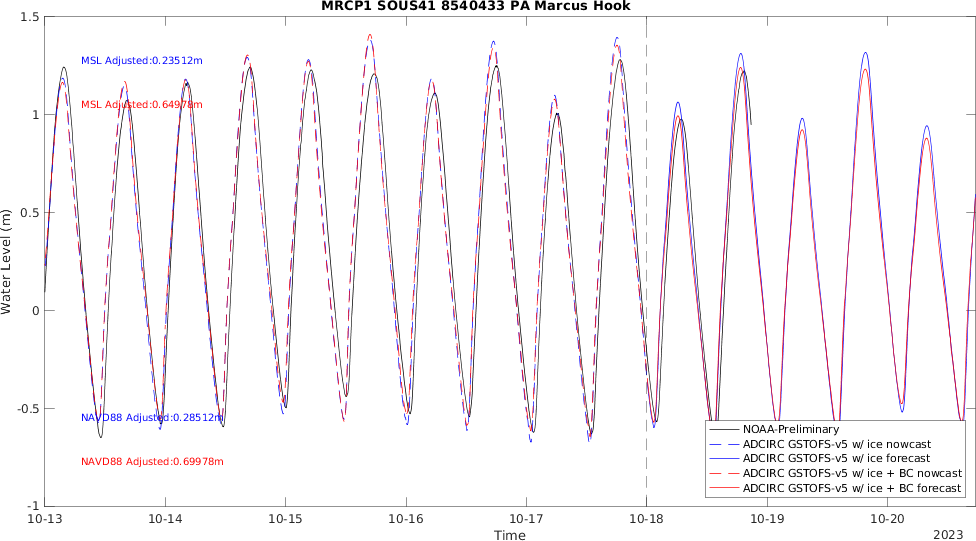 MRCP1 SOUS41 8540433 PA Marcus Hook
Water Level (m)
1.5
1
0.5
0
-0.5
-1
MSL Adjusted:0.23512m
MSL Adjusted:0.64978m
NAVD88 Adjusted:0.28512m
NAVD88 Adjusted:0.69978m
NOAA-Preliminary
ADCIRC GSTOFS-v5 w/ ice nowcast
ADCIRC GSTOFS-v5 w/ ice forecast
ADCIRC GSTOFS-v5 w/ ice + BC nowcast
ADCIRC GSTOFS-v5 w/ ice + BC forecast
10-13 10-14 10-15 10-16 10-17 10-18 10-19 10-20
Time
2023